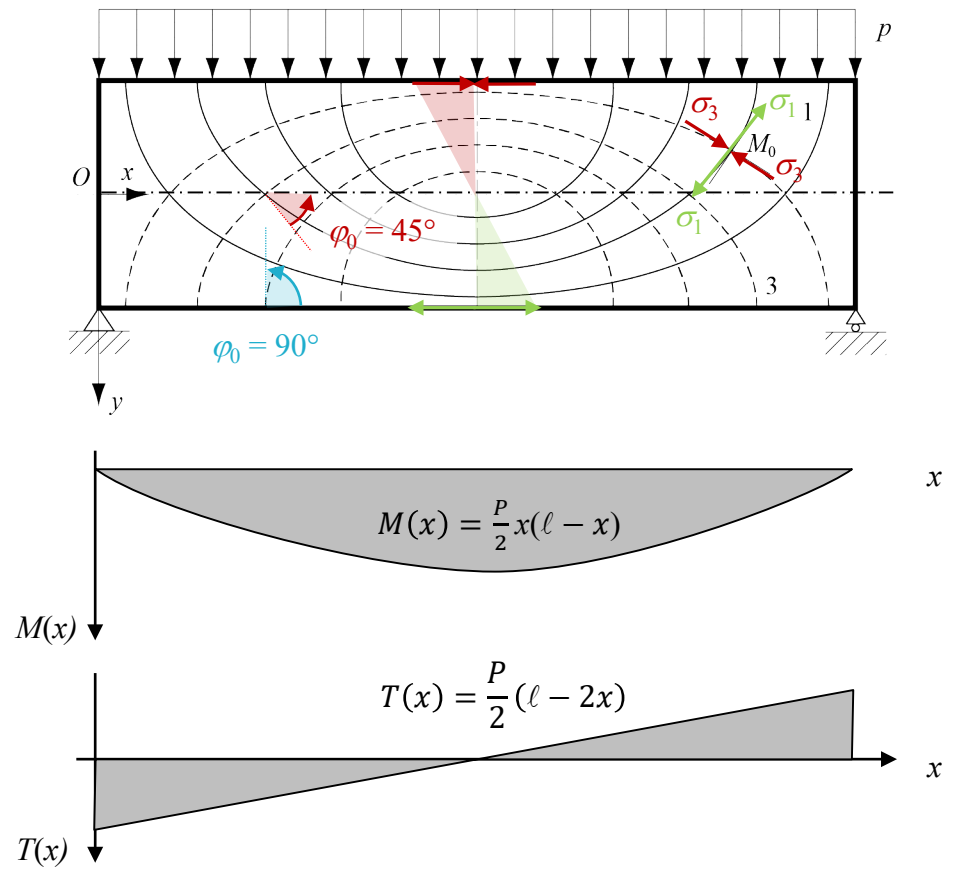 p
σ₃
σ₁
1
M₀
σ₃
O
x
σ₁
φ₀ = 45°
3
φ₀ = 90°
y
x
M(x) = P/2 x(ℓ − x)
M(x)
T(x) = P/2 (ℓ − 2x)
x
T(x)